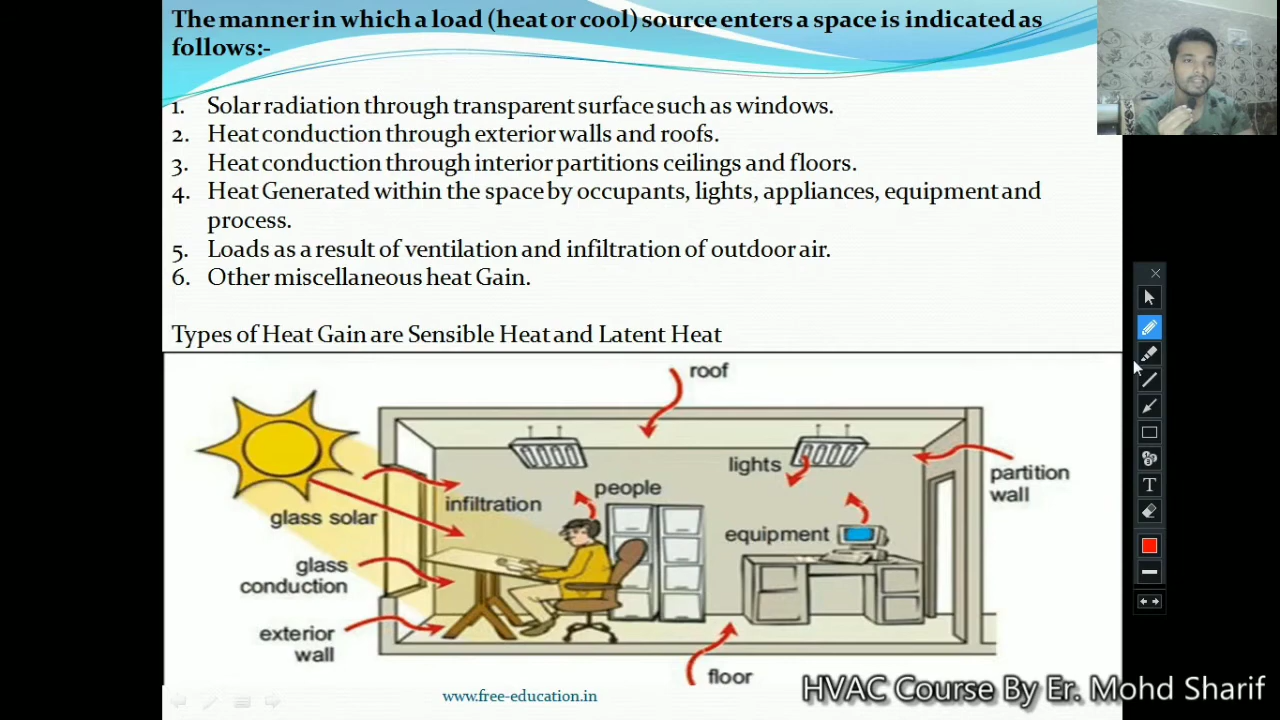 The manner in which a load (heat or cool) source enters a space is indicated as
follows:-
1. Solar radiation through transparent surface such as windows.
2. Heat conduction through exterior walls and roofs.
3. Heat conduction through interior partitions ceilings and floors.
4. Heat Generated within the space by occupants, lights, appliances, equipment and
process.
5. Loads as a result of ventilation and infiltration of outdoor air.
6. Other miscellaneous heat Gain.
Types of Heat Gain are Sensible Heat and Latent Heat
roof
lights
partition
wall
people
infiltration
glass solar
equipment
glass
conduction
exterior
wall
floor
T
www.free-education.in
HVAC Course By Er. Mohd Sharif